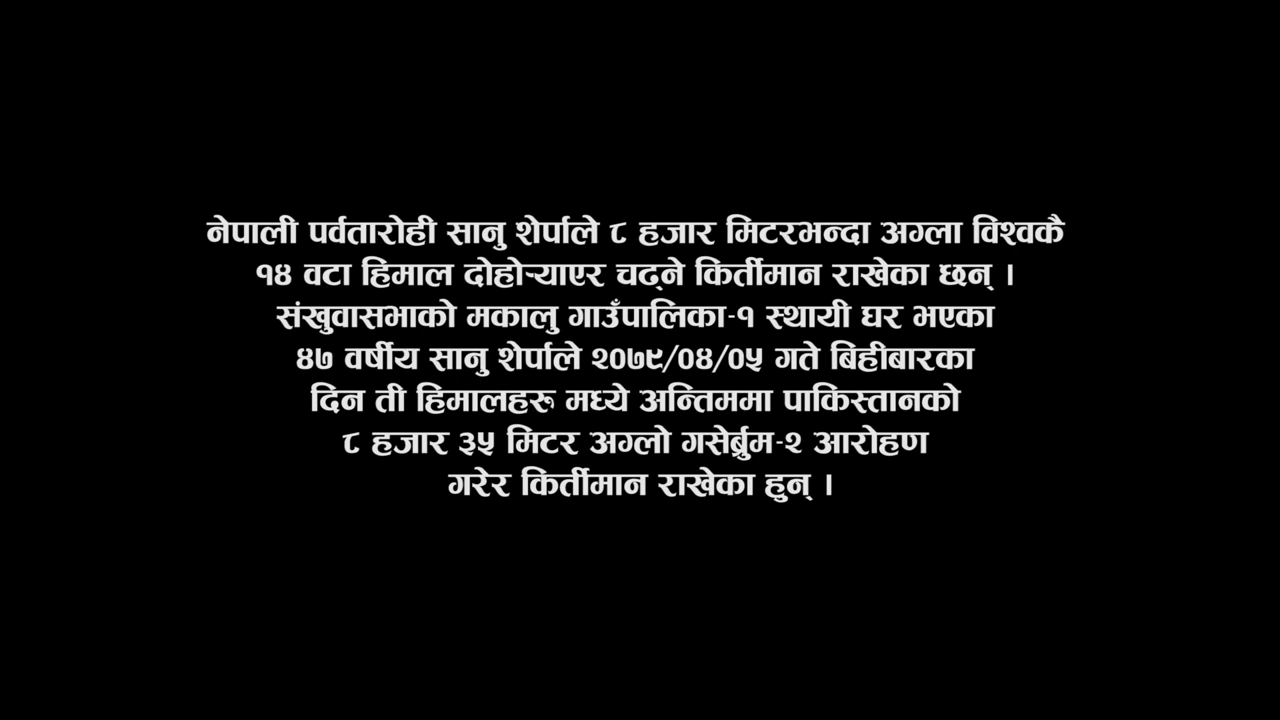 नेपाली पर्वतारोही सानु शेर्पाले ८ हजार मिटरभन्दा अग्ला विश्वकै
१४ वटा हिमाल दोहोऱ्याएर चढ्ने किर्तीमान राखेका छन् ।
संखुवासभाको मकालु गाउँपालिका-१ स्थायी घर भएका
४७ वर्षीय सानु शेर्पाले २०७९/०४/०५ गते बिहीबारका
दिन ती हिमालहरू मध्ये अन्तिममा पाकिस्तानको
८ हजार ३५ मिटर अग्लो गसेर्ब्रुम-२ आरोहण
गरेर किर्तीमान राखेका हुन् ।